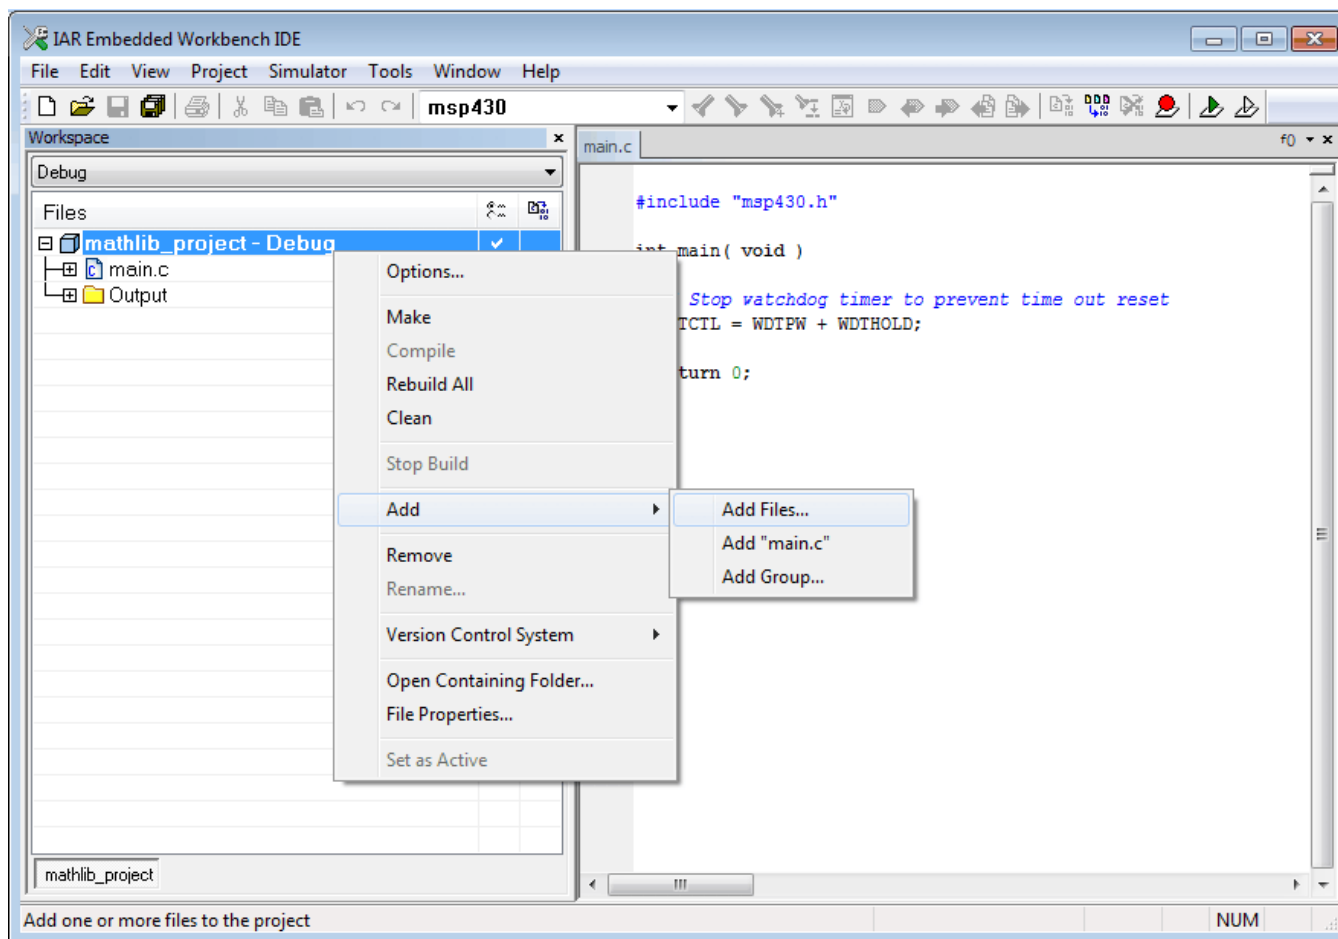 IAR Embedded Workbench IDE
File Edit View Project Simulator Tools Window Help
msp430
Workspace
Debug
Files
mathlib_project - Debug
main.c
Output
mathlib_project
main.c
f()
#include "msp430.h"
int main( void )
Stop watchdog timer to prevent time out reset
TCTL = WDTPW + WDTHOLD;
turn 0;
Options...
Make
Compile
Rebuild All
Clean
Stop Build
Add
Remove
Rename...
Version Control System
Open Containing Folder...
File Properties...
Set as Active
Add Files...
Add "main.c"
Add Group...
Add one or more files to the project
NUM